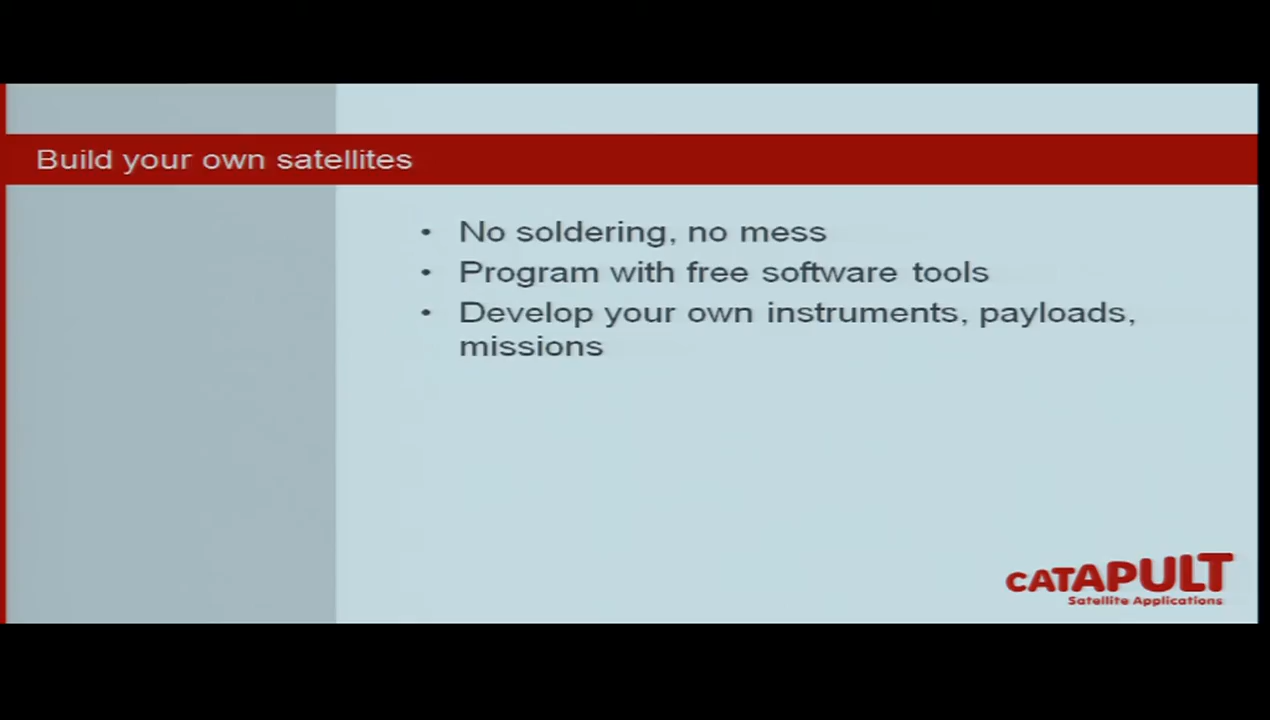 Build your own satellites
• No soldering, no mess
• Program with free software tools
• Develop your own instruments, payloads,
missions
CATAPULT
Satellite Applications